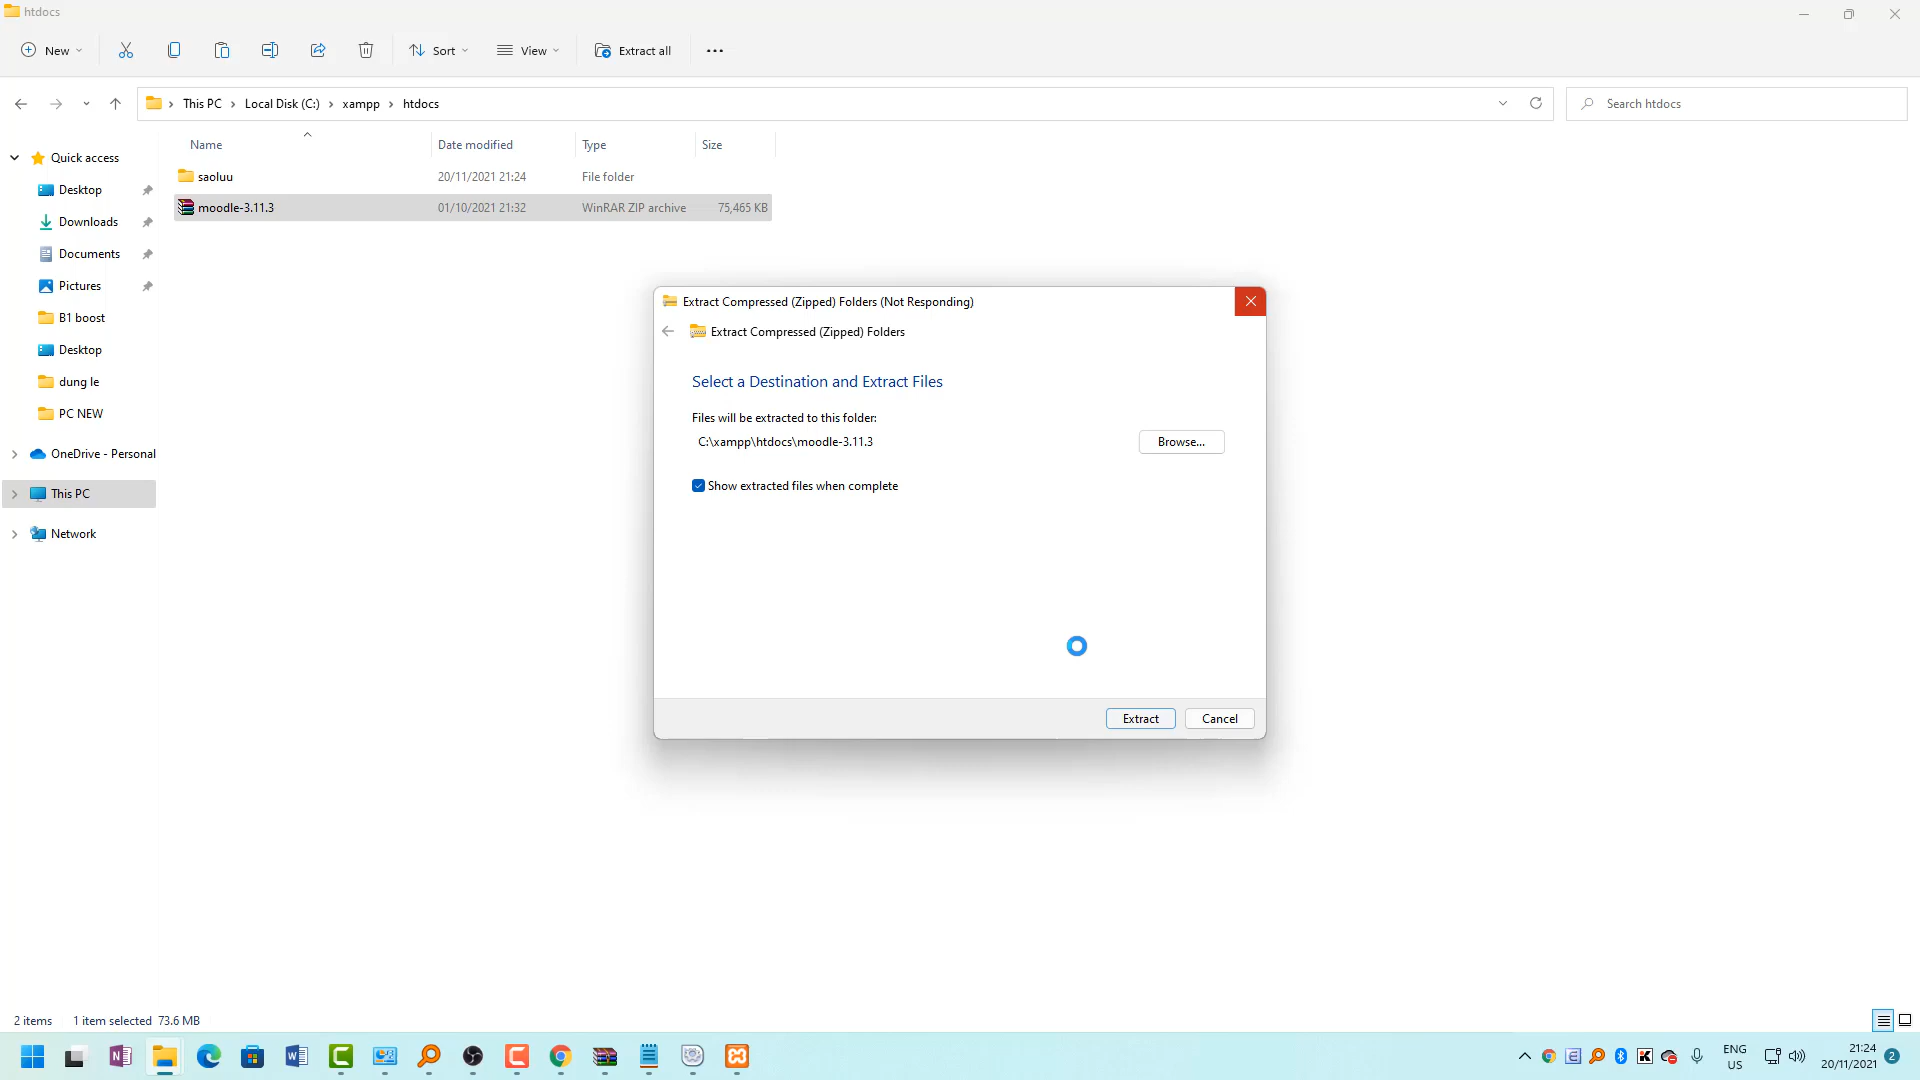 htdocs
New
Sort
View
Extract all
This PC
Local Disk (C:)
xampp
htdocs
Search htdocs
Name
Date modified
Type
Size
saoluu
20/11/2021 21:24
File folder
moodle-3.11.3
01/10/2021 21:32
WinRAR ZIP archive
75,465 KB
Quick access
Desktop
Downloads
Documents
Pictures
B1 boost
Desktop
dung le
PC NEW
OneDrive - Personal
This PC
Network
Extract Compressed (Zipped) Folders (Not Responding)
Extract Compressed (Zipped) Folders
Select a Destination and Extract Files
Files will be extracted to this folder:
C:\xampp\htdocs\moodle-3.11.3
Browse...
Show extracted files when complete
Extract
Cancel
2 items
1 item selected 73.6 MB
ENG
US
21:24
20/11/2021
2